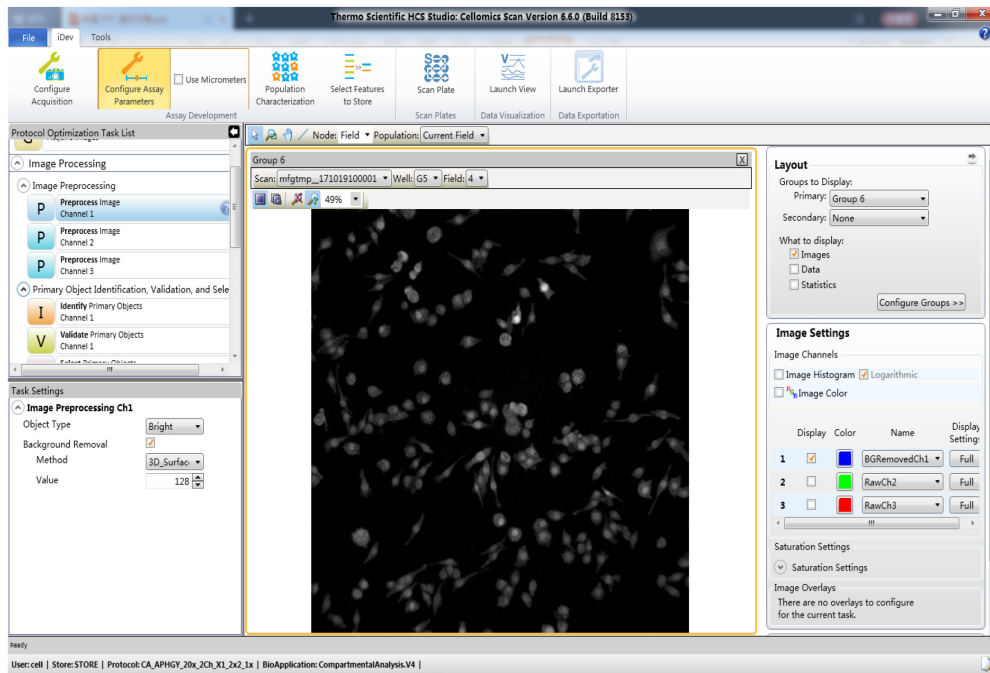 Thermo Scientific HCS Studio: Cellomics Scan Version 6.6.0 (Build 8153)
File iDev Tools
Configure Acquisition
Configure Assay Parameters
Use Micrometers
Population Characterization
Select Features to Store
Scan Plate
Launch View
Launch Exporter
Assay Development
Scan Plates
Data Visualization
Data Exportation
Protocol Optimization Task List
Node: Field Population: Current Field
Image Processing
Image Preprocessing
P Preprocess Image
Channel 1
P Preprocess Image
Channel 2
P Preprocess Image
Channel 3
Primary Object Identification, Validation, and Sele
I Identify Primary Objects
Channel 1
V Validate Primary Objects
Channel 1
Task Settings
Image Preprocessing Ch1
Object Type Bright
Background Removal
Method 3D_Surfac
Value 128
Group 6 X
Scan: mfgtmp__171019100001 Well: G5 Field: 4
49%
Layout
Groups to Display:
Primary: Group 6
Secondary: None
What to display:
Images
Data
Statistics
Configure Groups >>
Image Settings
Image Channels
Image Histogram Logarithmic
Image Color
Display Color Name Display Setting
1 BGRemovedCh1 Full
2 RawCh2 Full
3 RawCh3 Full
Saturation Settings
Saturation Settings
Image Overlays
There are no overlays to configure
for the current task.
Ready
User: cell | Store: STORE | Protocol: CA_APHGY_20x_2Ch_X1_2x2_1x | BioApplication: CompartmentalAnalysis.V4 |